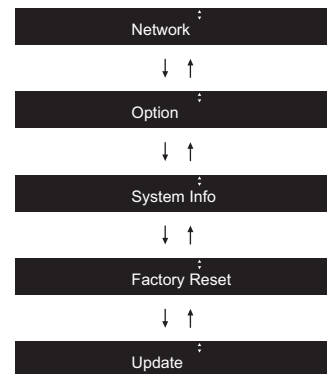 Network
Option
System Info
Factory Reset
Update